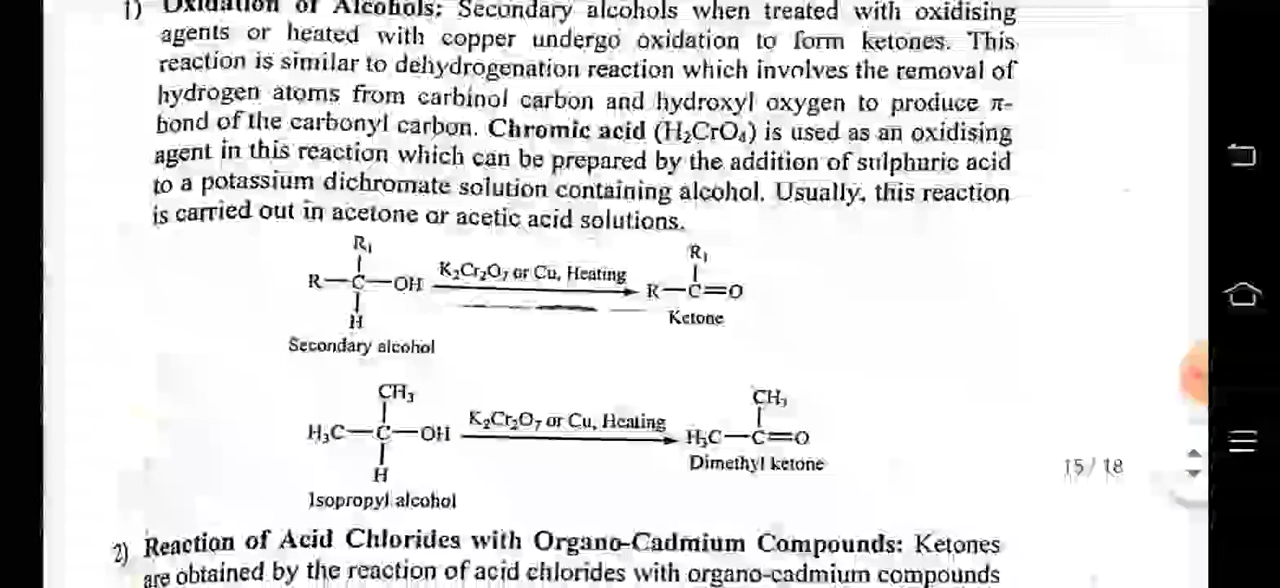 1) Oxidation of Alcohols: Secondary alcohols when treated with oxidising
agents or heated with copper undergo oxidation to form ketones. This
reaction is similar to dehydrogenation reaction which involves the removal of
hydrogen atoms from carbinol carbon and hydroxyl oxygen to produce π-
bond of the carbonyl carbon. Chromic acid (H₂CrO₄) is used as an oxidising
agent in this reaction which can be prepared by the addition of sulphuric acid
to a potassium dichromate solution containing alcohol. Usually, this reaction
is carried out in acetone or acetic acid solutions.
R₁ R₁
R—C—OH K₂Cr₂O₇ or Cu, Heating R—C=O
H Ketone
Secondary alcohol
CH₃ CH₃
H₃C—C—OH K₂Cr₂O₇ or Cu, Heating H₃C—C=O
H Dimethyl ketone
Isopropyl alcohol
15/18
2) Reaction of Acid Chlorides with Organo-Cadmium Compounds: Ketones
are obtained by the reaction of acid chlorides with organo-cadmium compounds